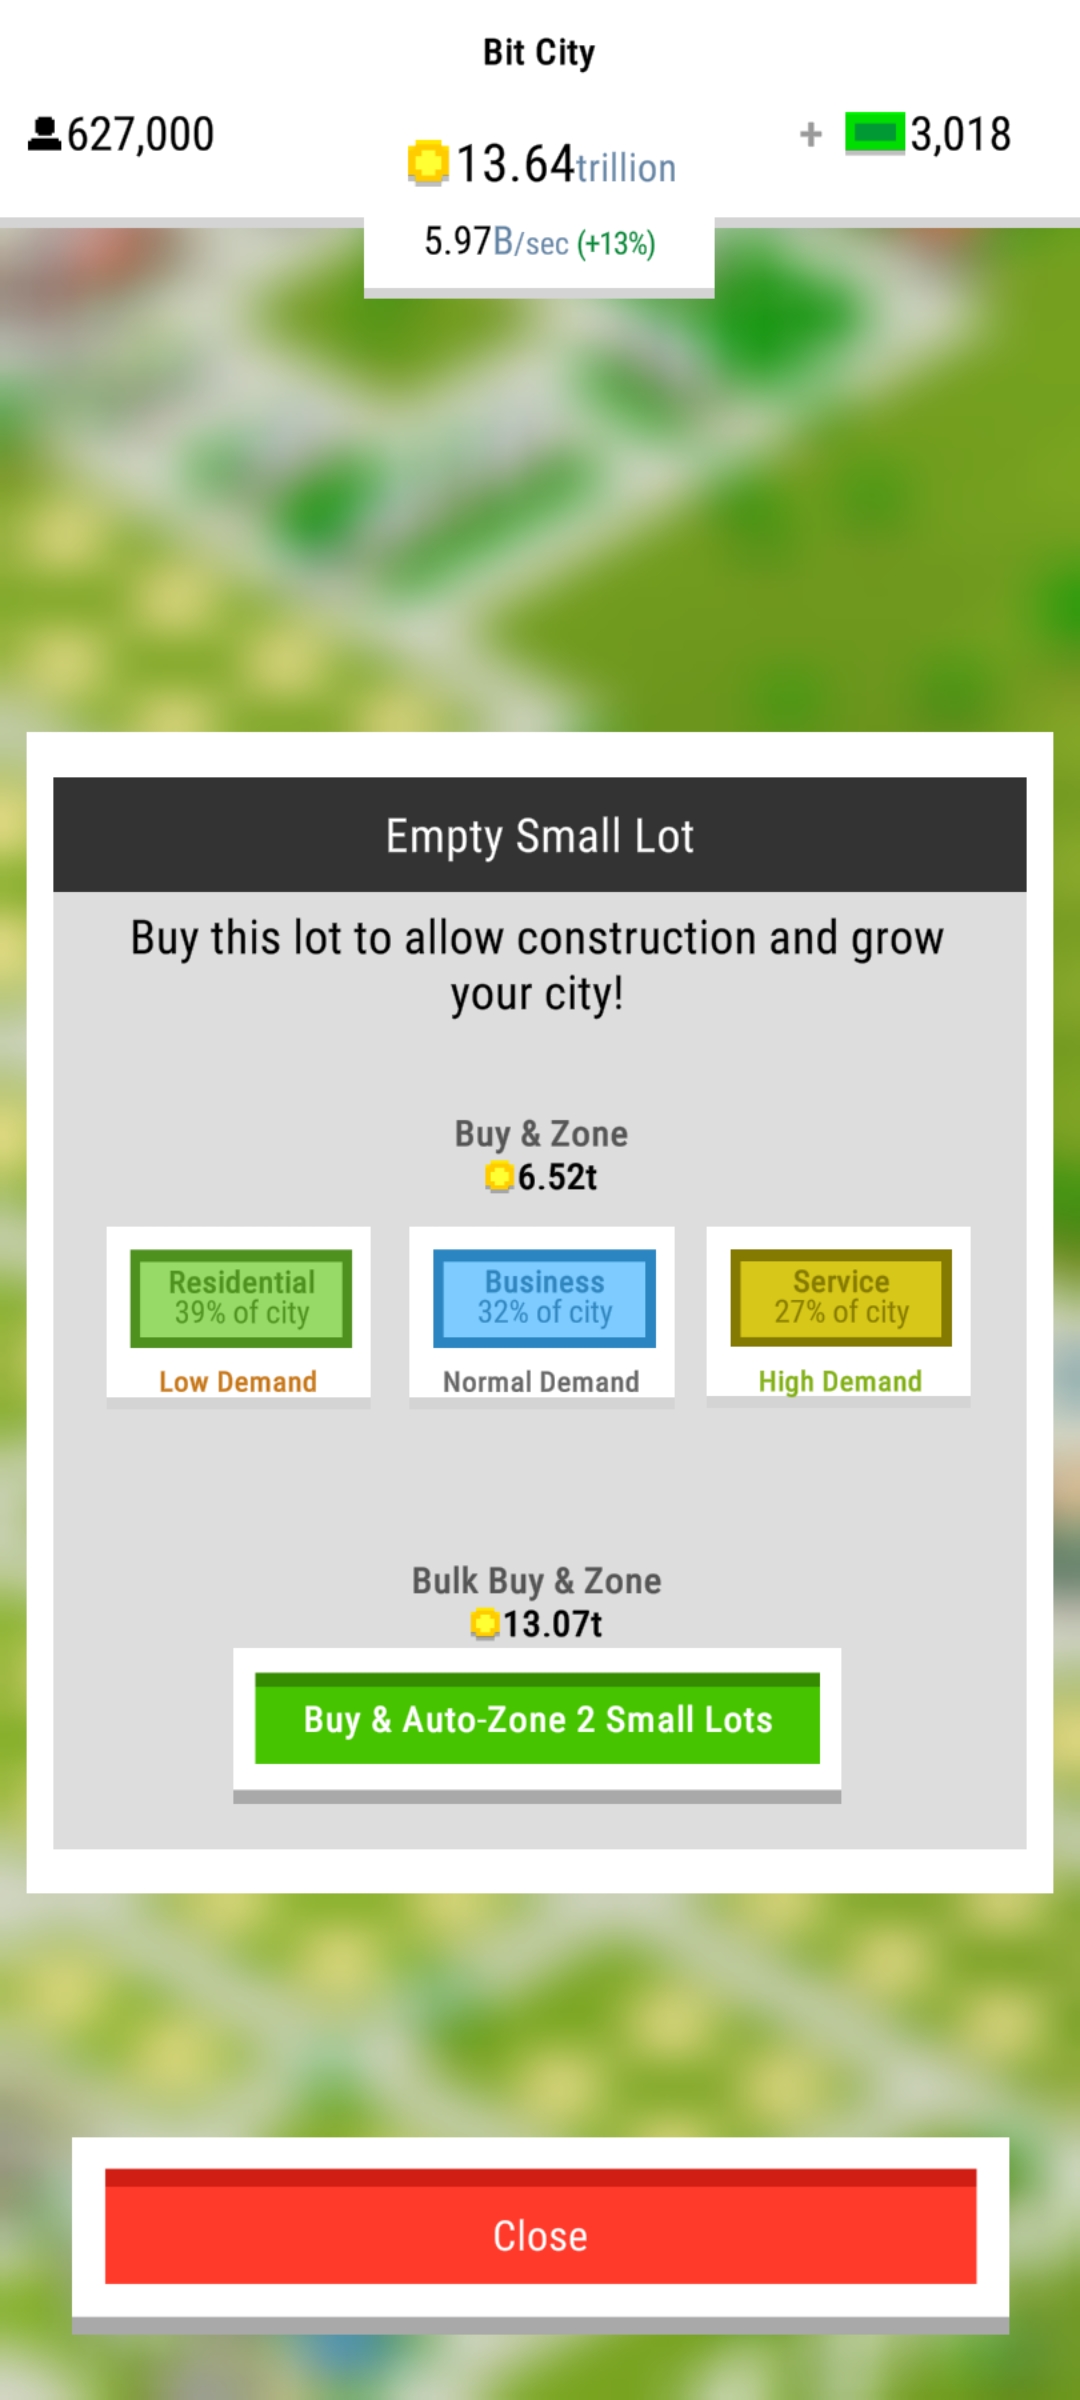 Bit City
627,000
13.64trillion
+ 3,018
5.97B/sec (+13%)
Empty Small Lot
Buy this lot to allow construction and grow
your city!
Buy & Zone
6.52t
Residential
39% of city
Low Demand
Business
32% of city
Normal Demand
Service
27% of city
High Demand
Bulk Buy & Zone
13.07t
Buy & Auto-Zone 2 Small Lots
Close